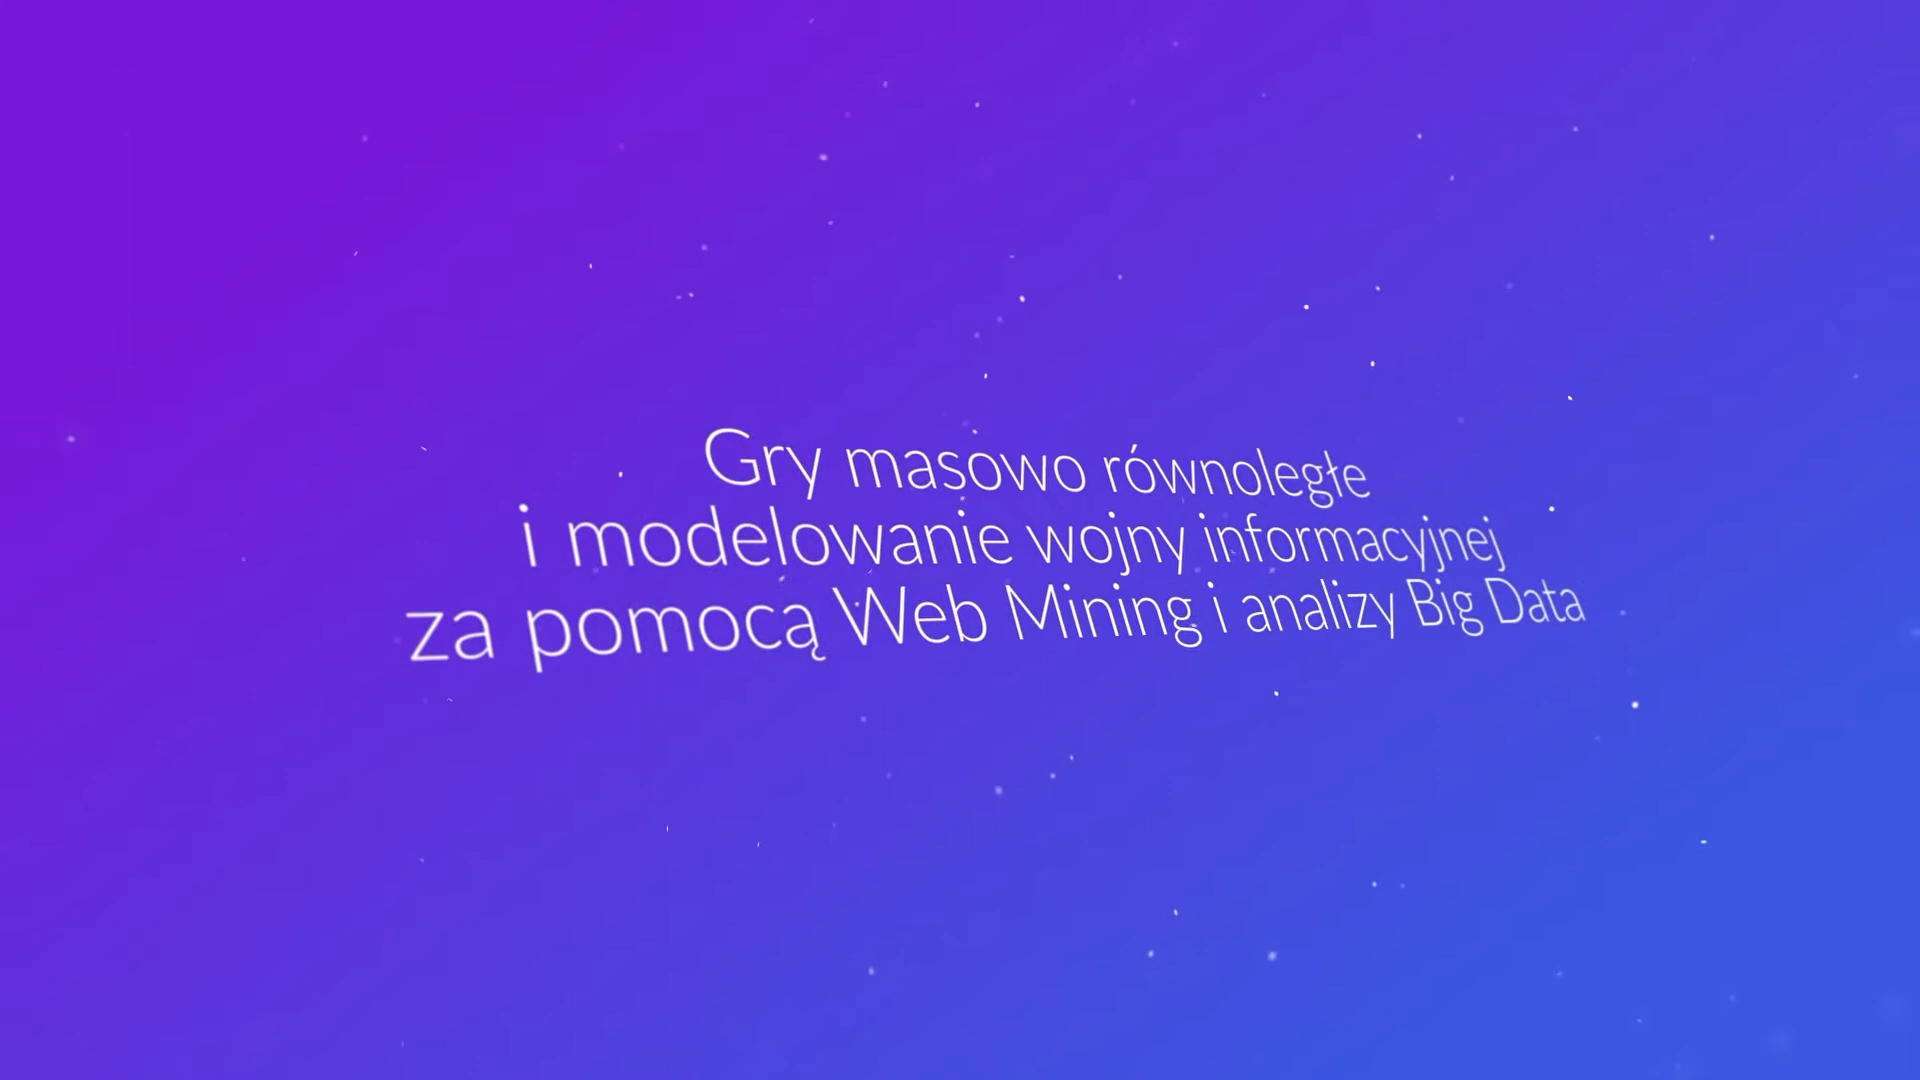 Gry masowo równoległe
i modelowanie wojny informacyjnej
za pomocą Web Mining i analizy Big Data